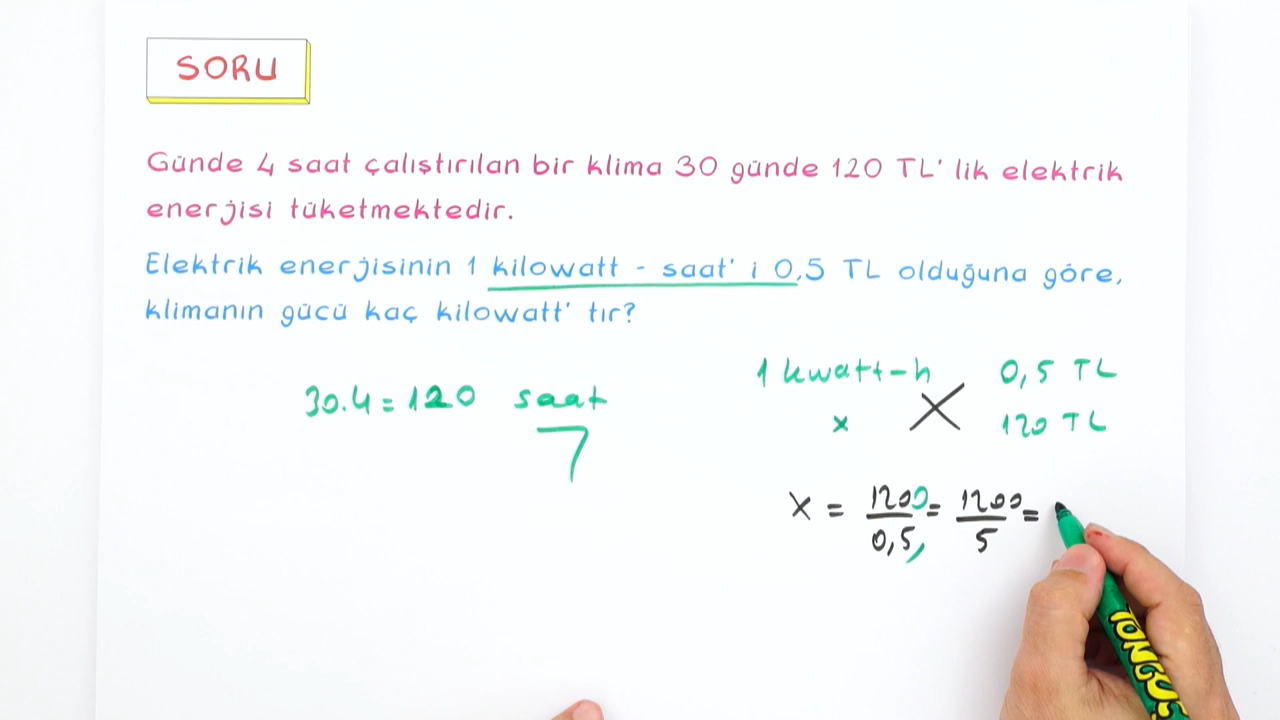 SORU
Günde 4 saat çalıştırılan bir klima 30 günde 120 TL' lik elektrik
enerjisi tüketmektedir.
Elektrik enerjisinin 1 kilowatt - saat' i 0,5 TL olduğuna göre,
klimanın gücü kaç kilowatt' tır?
30.4=120 saat
7
1 kwatt-h 0,5 TL
x 120 TL
x = 1200/0,5, = 1200/5 =
TONGUÇ